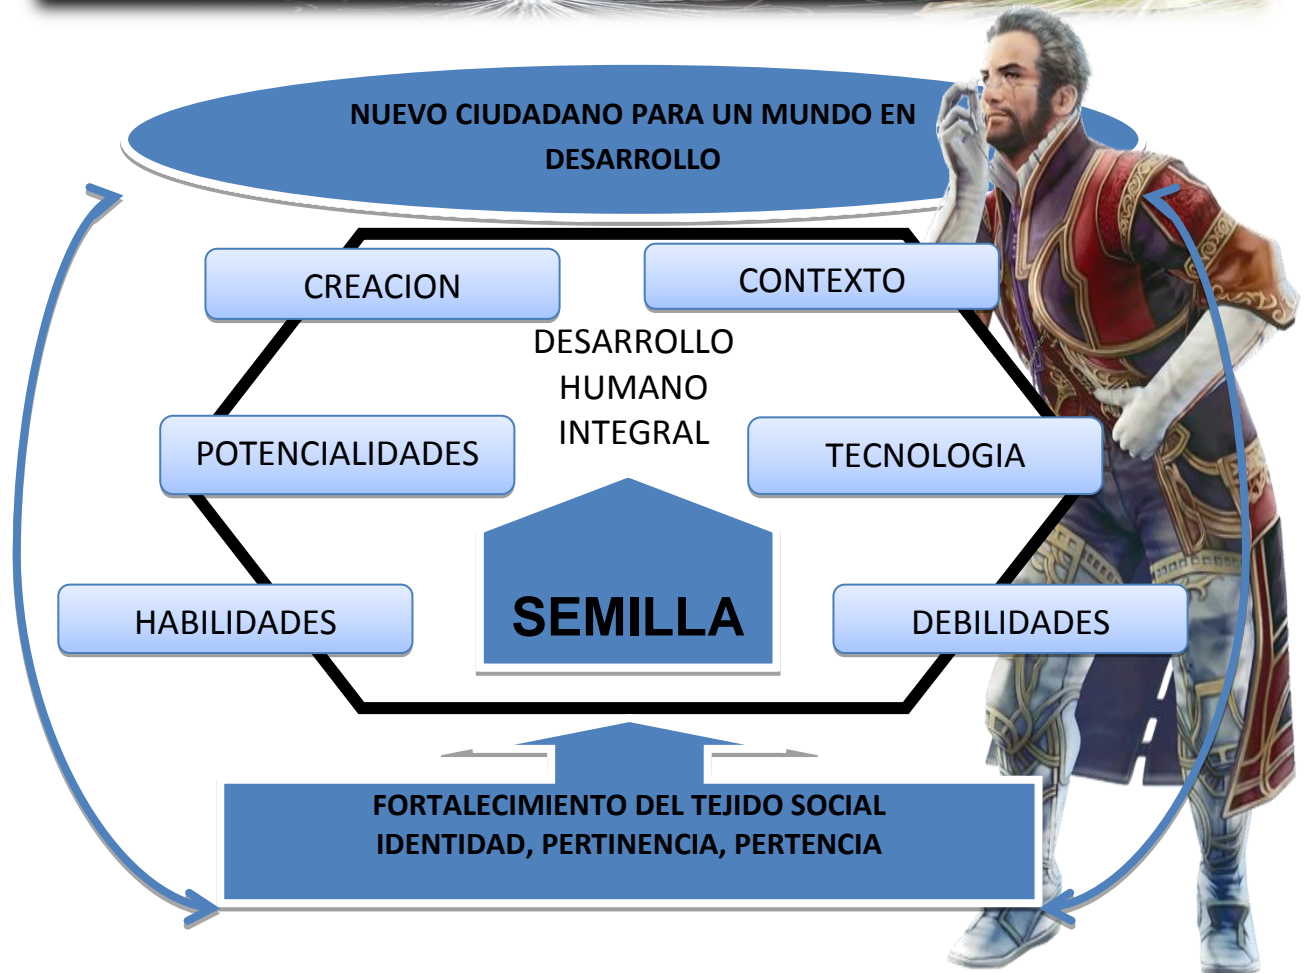 NUEVO CIUDADANO PARA UN MUNDO EN
DESARROLLO
CREACION
CONTEXTO
DESARROLLO
HUMANO
INTEGRAL
POTENCIALIDADES
TECNOLOGIA
SEMILLA
HABILIDADES
DEBILIDADES
FORTALECIMIENTO DEL TEJIDO SOCIAL
IDENTIDAD, PERTINENCIA, PERTENCIA